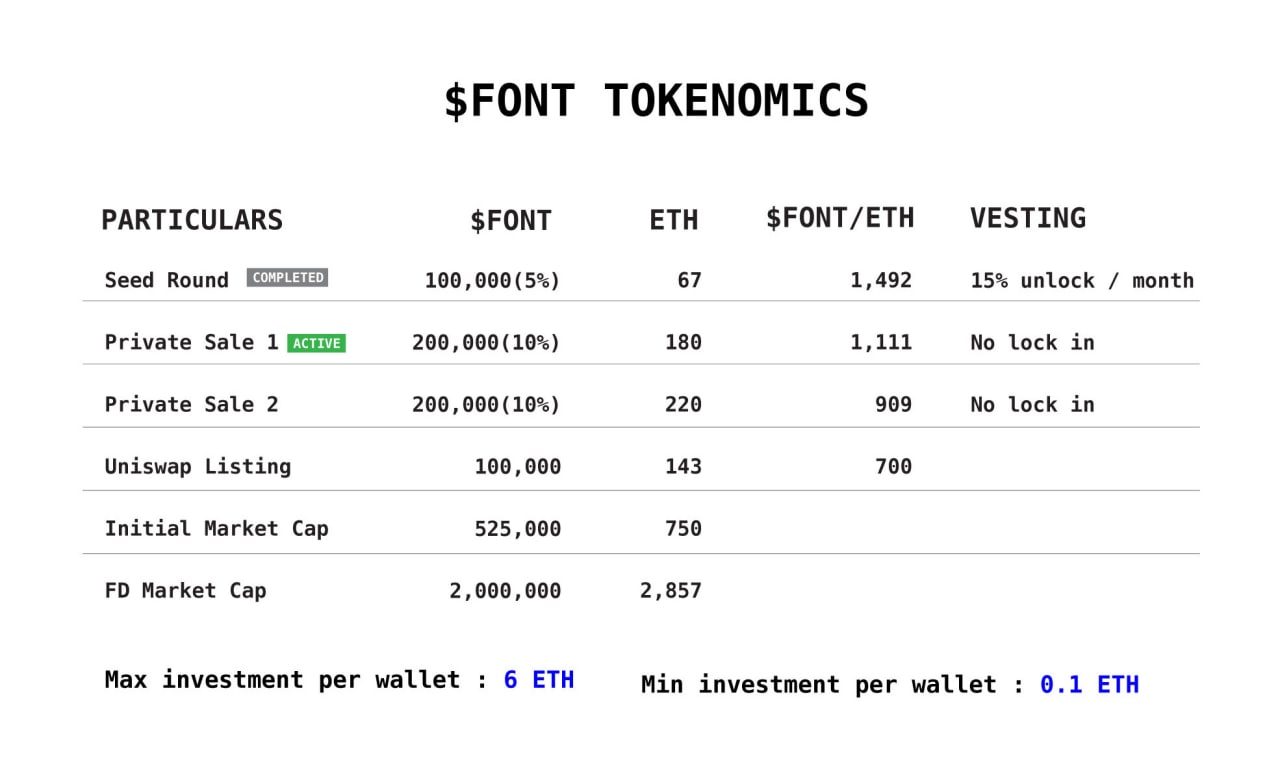 $FONT TOKENOMICS
PARTICULARS $FONT ETH $FONT/ETH VESTING
Seed Round COMPLETED 100,000(5%) 67 1,492 15% unlock / month
Private Sale 1 ACTIVE 200,000(10%) 180 1,111 No lock in
Private Sale 2 200,000(10%) 220 909 No lock in
Uniswap Listing 100,000 143 700
Initial Market Cap 525,000 750
FD Market Cap 2,000,000 2,857
Max investment per wallet : 6 ETH Min investment per wallet : 0.1 ETH